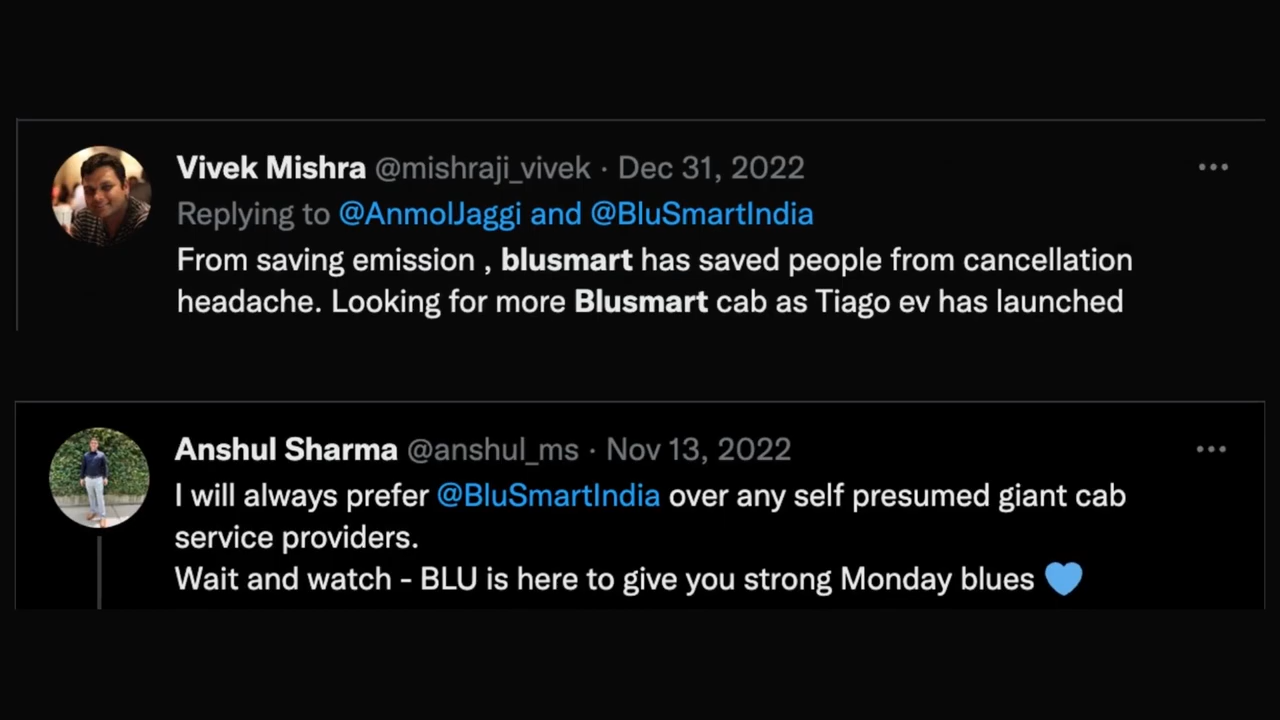 Vivek Mishra @mishraji_vivek · Dec 31, 2022
Replying to @AnmolJaggi and @BluSmartIndia
From saving emission , blusmart has saved people from cancellation
headache. Looking for more Blusmart cab as Tiago ev has launched
Anshul Sharma @anshul_ms · Nov 13, 2022
I will always prefer @BluSmartIndia over any self presumed giant cab
service providers.
Wait and watch - BLU is here to give you strong Monday blues 💙